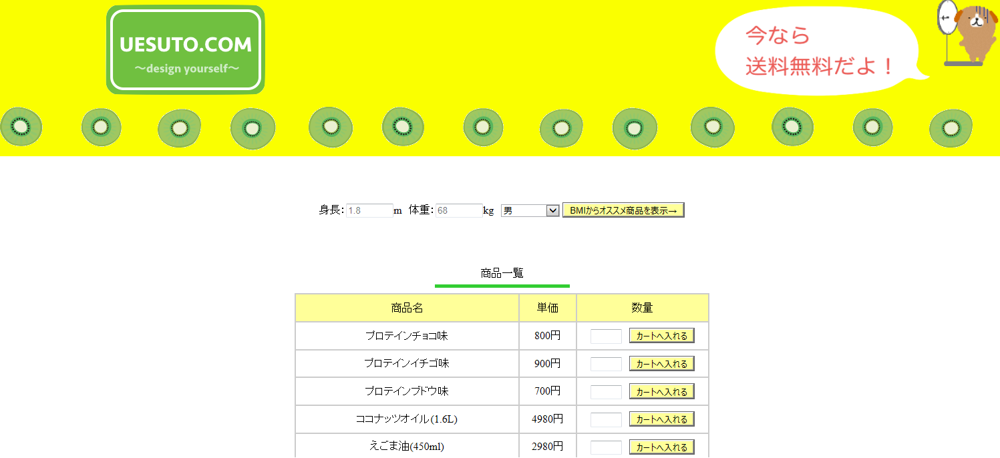 UESUTO.COM
～design yourself～
今なら
送料無料だよ！
身長：1.8m 体重：68kg 男 BMIからオススメ商品を表示→
商品一覧
商品名 単価 数量
プロテインチョコ味 800円 カートへ入れる
プロテインイチゴ味 900円 カートへ入れる
プロテインブドウ味 700円 カートへ入れる
ココナッツオイル(1.6L) 4980円 カートへ入れる
えごま油(450ml) 2980円 カートへ入れる